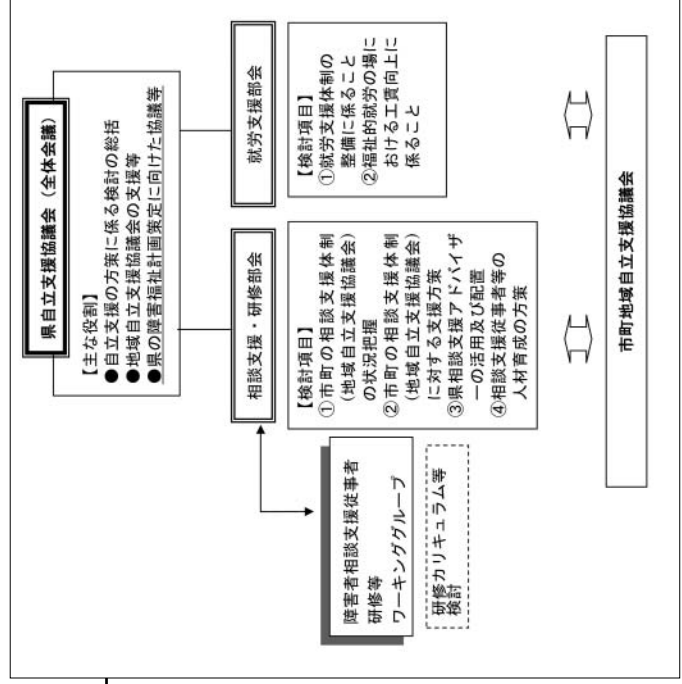 県自立支援協議会（全体会議）
【主な役割】
●自立支援の方策に係る検討の総括
●地域自立支援協議会の支援等
●県の障害福祉計画策定に向けた協議等
相談支援・研修部会
【検討項目】
①市町の相談支援体制
（地域自立支援協議会）
の状況把握
②市町の相談支援体制
（地域自立支援協議会）
に対する支援方策
③県相談支援アドバイザ
ーの活用及び配置
④相談支援従事者等の
人材育成の方策
就労支援部会
【検討項目】
①就労支援体制の
整備に係ること
②福祉的就労の場に
おける工賃向上に
係ること
障害者相談支援従事者
研修等
ワーキンググループ
研修カリキュラム等
検討
市町地域自立支援協議会